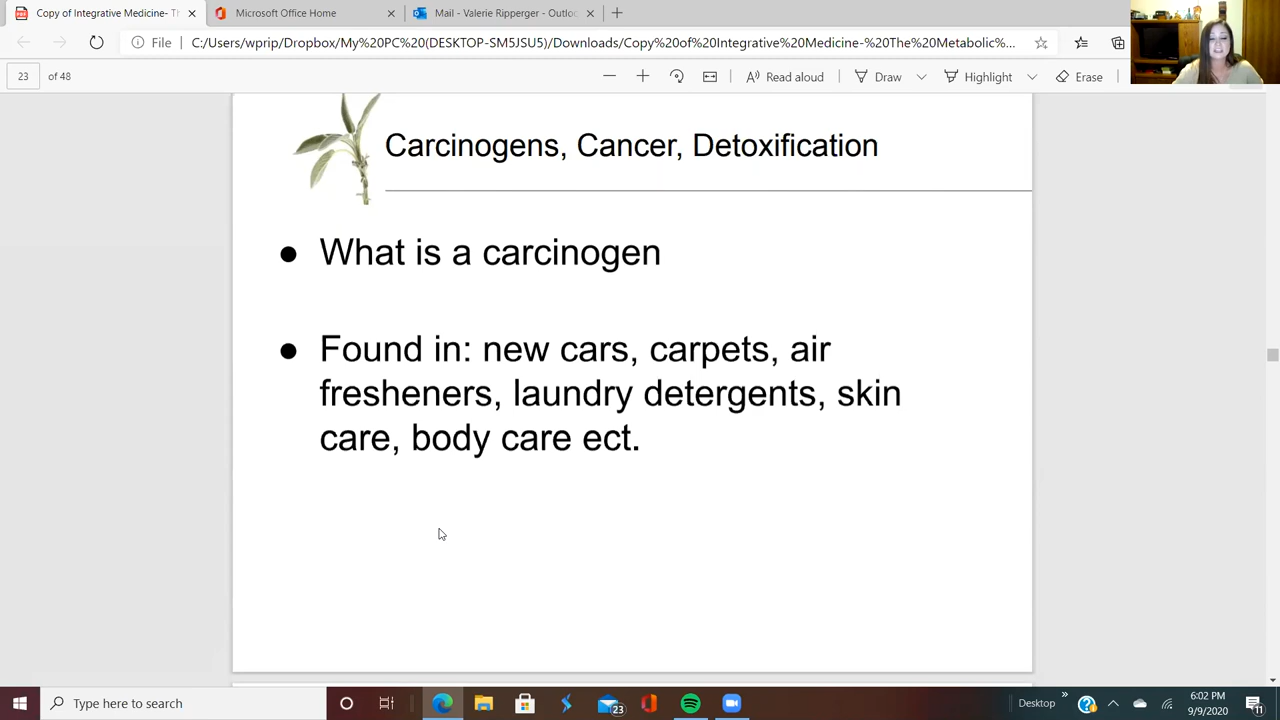 Copy of Integrative Medicine- Th
Microsoft Office Home
Mail - Valerie Ripperger - Outloo
File
C:/Users/wprip/Dropbox/My%20PC%20(DESKTOP-SM5JSU5)/Downloads/Copy%20of%20Integrative%20Medicine-%20The%20Metabolic%...
23 of 48
Read aloud
Draw
Highlight
Erase
Carcinogens, Cancer, Detoxification
● What is a carcinogen
● Found in: new cars, carpets, air
fresheners, laundry detergents, skin
care, body care ect.
Type here to search
23
Desktop
6:02 PM
9/9/2020
11